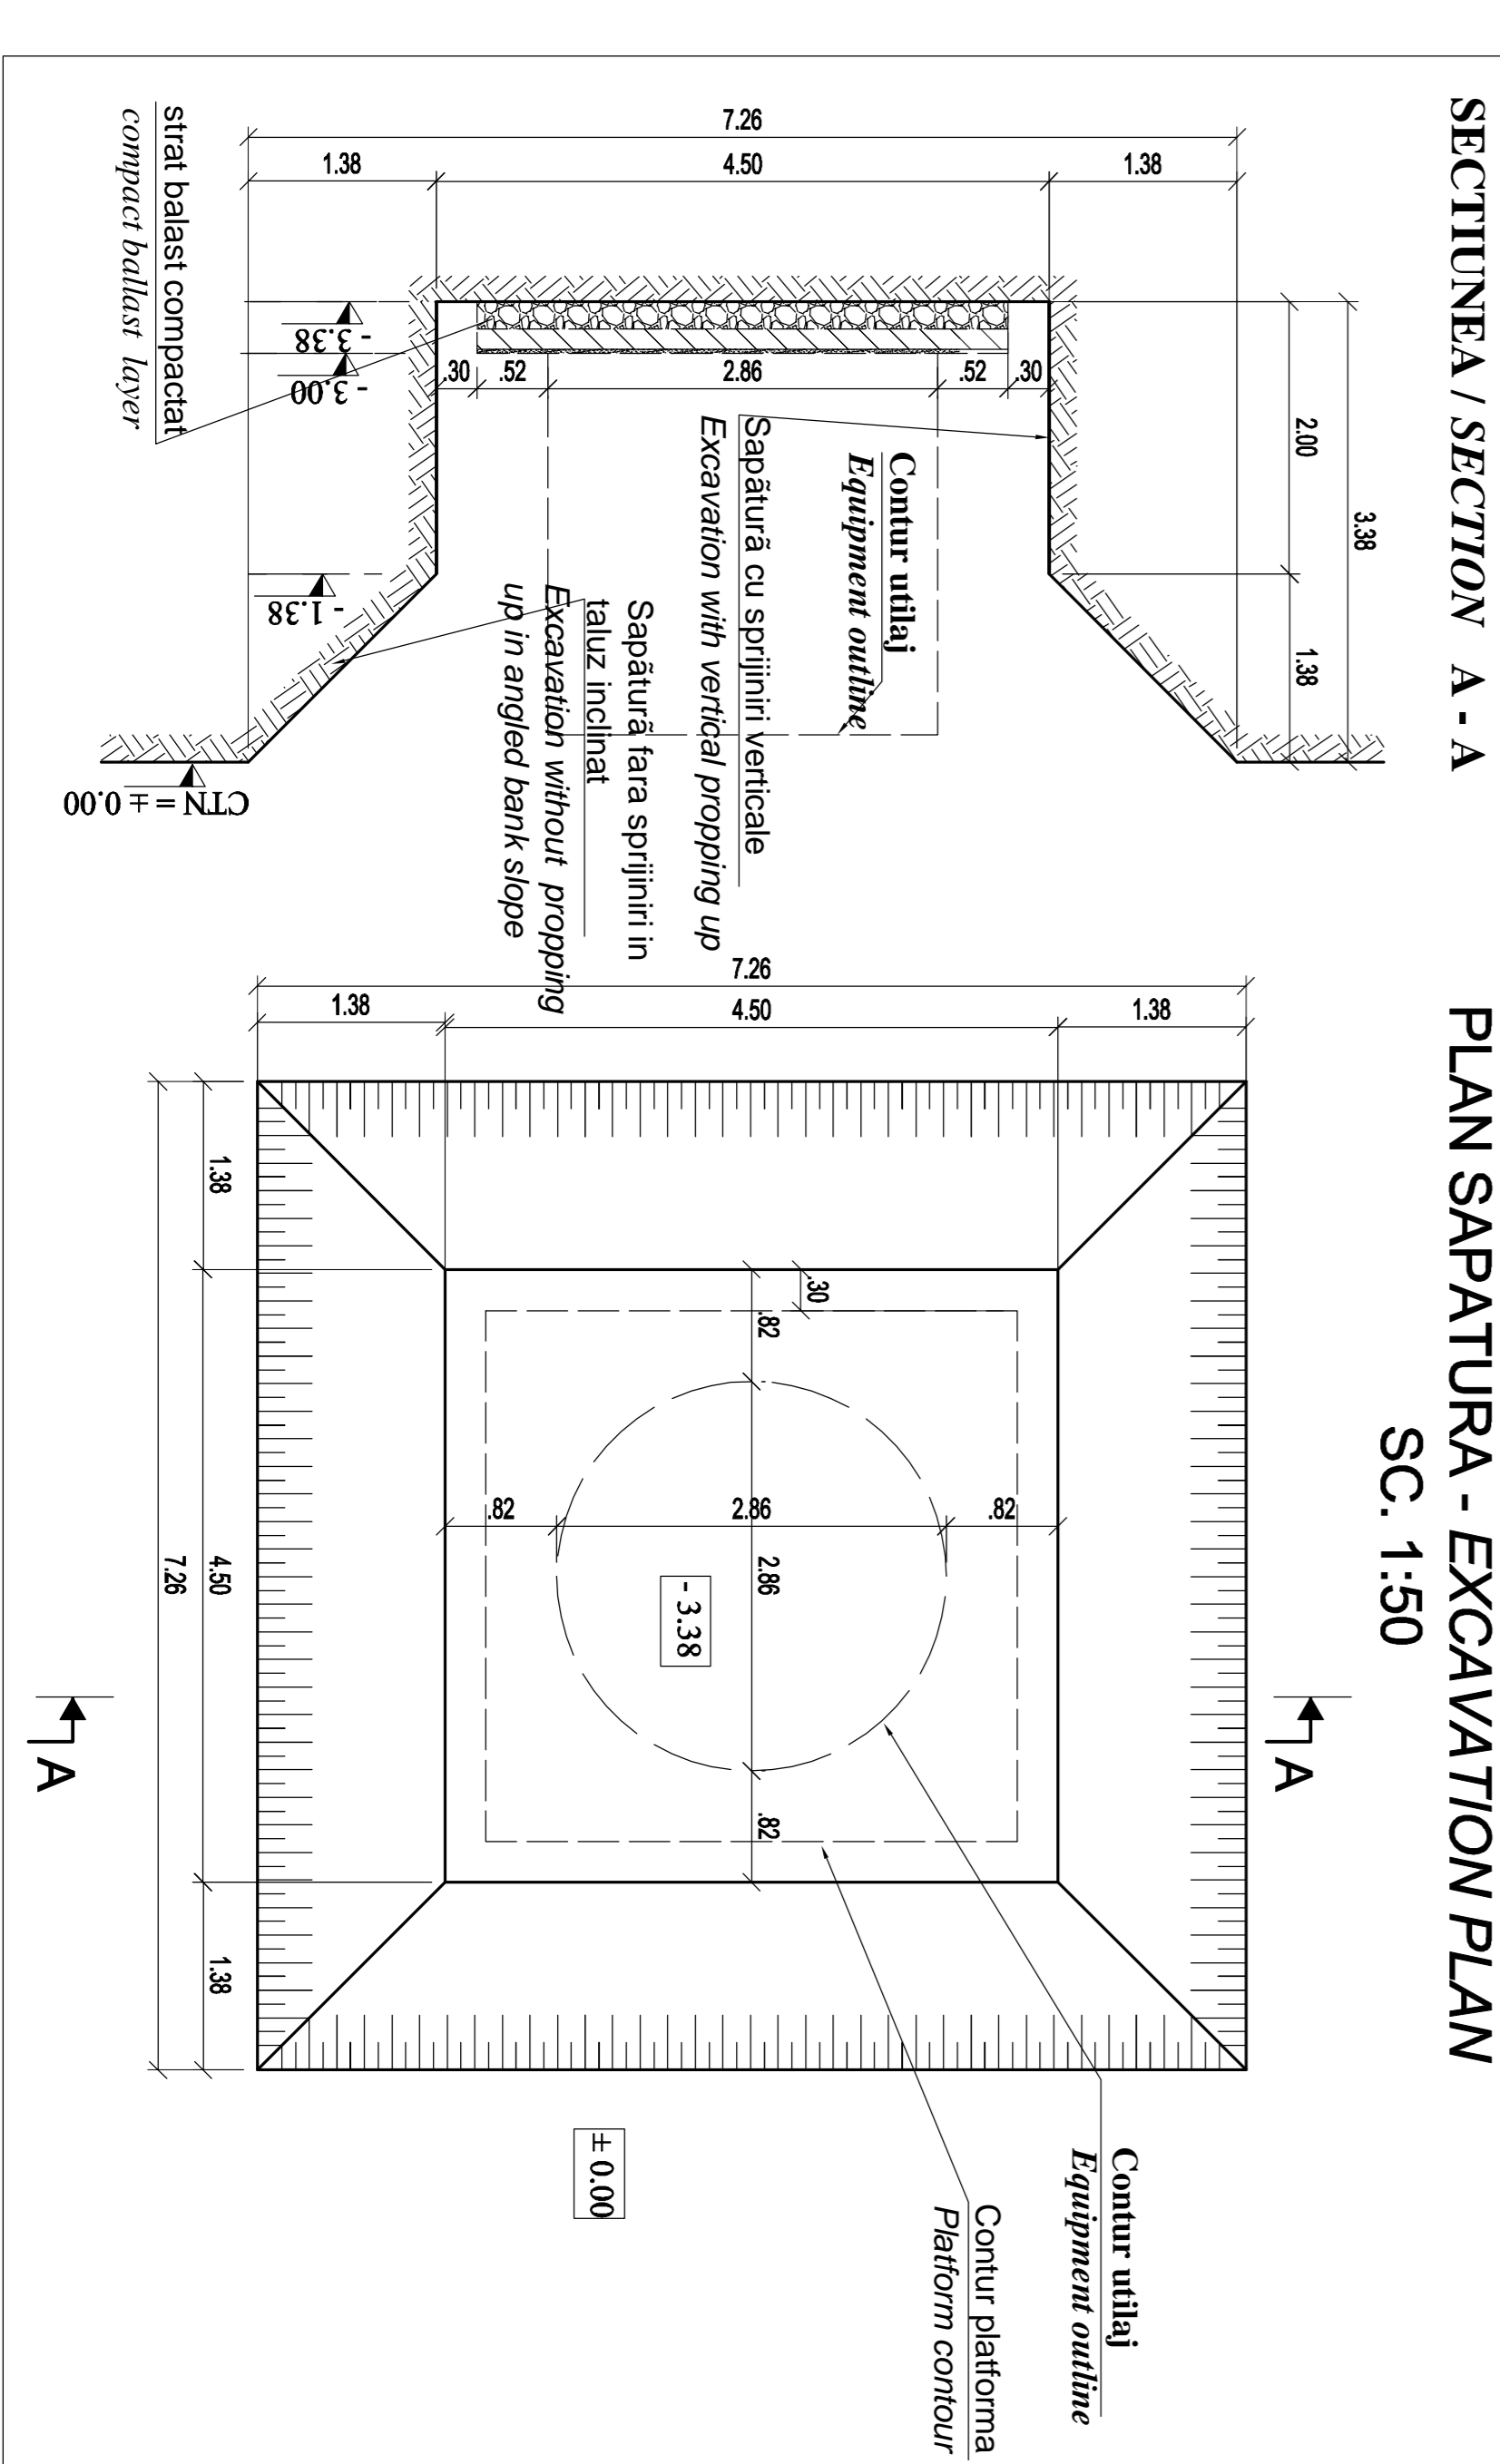 SECTIUNEA / SECTION A - A
3.38
2.00
1.38
7.26
1.38
4.50
1.38
.30
.52
2.86
.52
.30
Contur utilaj
Equipment outline
Sapãturã cu sprijiniri verticale
Excavation with vertical propping up
Sapãturã fara sprijiniri in
taluz inclinat
Excavation without propping
up in angled bank slope
- 3.38
- 3.00
- 1.38
CTN = ± 0.00
strat balast compactat
compact ballast layer
PLAN SAPATURA - EXCAVATION PLAN
SC. 1:50
A
A
7.26
1.38
4.50
1.38
.30
.82
2.86
.82
.82
2.86
.82
- 3.38
1.38
4.50
1.38
7.26
Contur utilaj
Equipment outline
Contur platforma
Platform contour
± 0.00